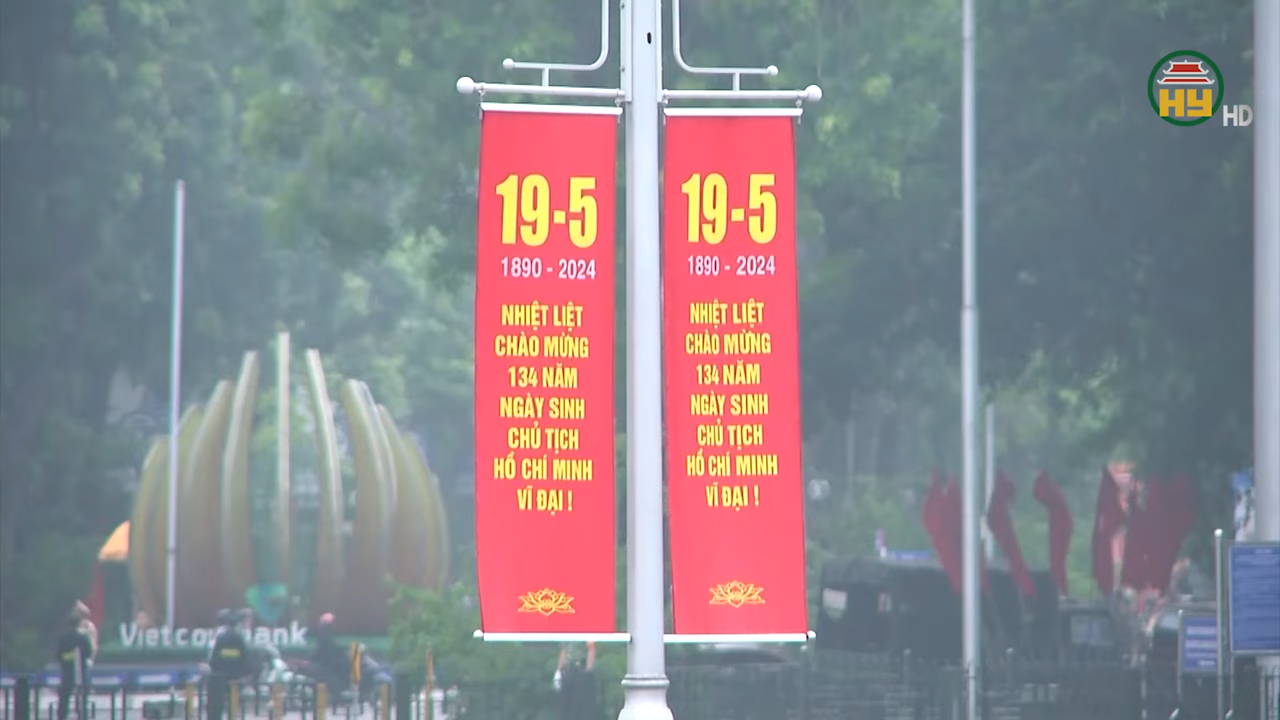 HY HD
19-5
1890 - 2024
NHIỆT LIỆT
CHÀO MỪNG
134 NĂM
NGÀY SINH
CHỦ TỊCH
HỒ CHÍ MINH
VĨ ĐẠI !
19-5
1890 - 2024
NHIỆT LIỆT
CHÀO MỪNG
134 NĂM
NGÀY SINH
CHỦ TỊCH
HỒ CHÍ MINH
VĨ ĐẠI !